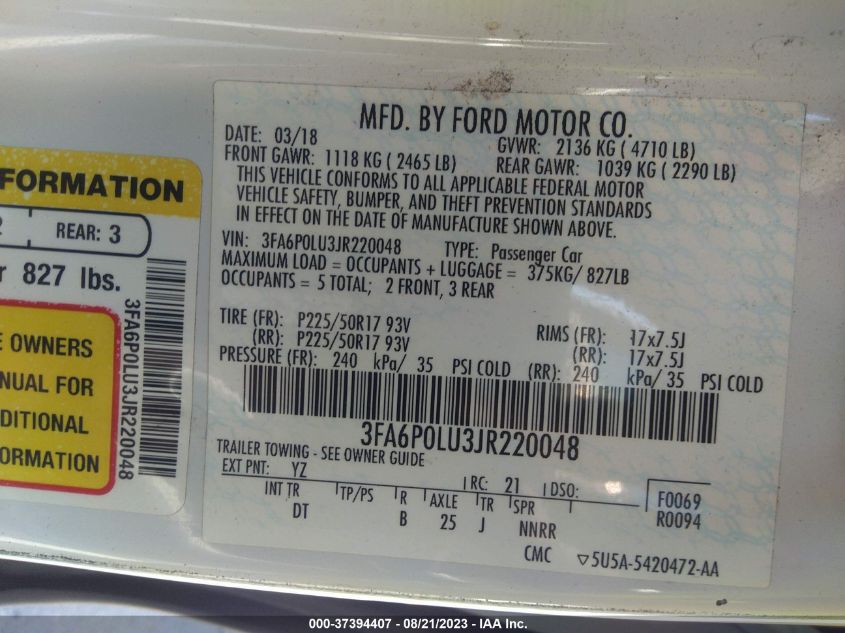 MFD. BY FORD MOTOR CO.
DATE: 03/18 GVWR: 2136 KG ( 4710 LB)
FRONT GAWR: 1118 KG ( 2465 LB) REAR GAWR: 1039 KG ( 2290 LB)
THIS VEHICLE CONFORMS TO ALL APPLICABLE FEDERAL MOTOR
VEHICLE SAFETY, BUMPER, AND THEFT PREVENTION STANDARDS
IN EFFECT ON THE DATE OF MANUFACTURE SHOWN ABOVE.
VIN: 3FA6P0LU3JR220048 TYPE: Passenger Car
MAXIMUM LOAD = OCCUPANTS + LUGGAGE = 375KG/ 827LB
OCCUPANTS = 5 TOTAL; 2 FRONT, 3 REAR
TIRE (FR): P225/50R17 93V RIMS (FR): 17x7.5J
(RR): P225/50R17 93V (RR): 17x7.5J
PRESSURE (FR): 240 kPa/ 35 PSI COLD (RR): 240 kPa/ 35 PSI COLD
3FA6P0LU3JR220048
TRAILER TOWING - SEE OWNER GUIDE
EXT PNT: YZ RC: 21 DSO: F0069
INT TR TP/PS R AXLE TR SPR R0094
DT B 25 J NNRR
CMC ▽5U5A-5420472-AA
FORMATION
2 REAR: 3
r 827 lbs.
E OWNERS
ANUAL FOR
DITIONAL
FORMATION
3FA6P0LU3JR220048
000-37394407 - 08/21/2023 - IAA Inc.